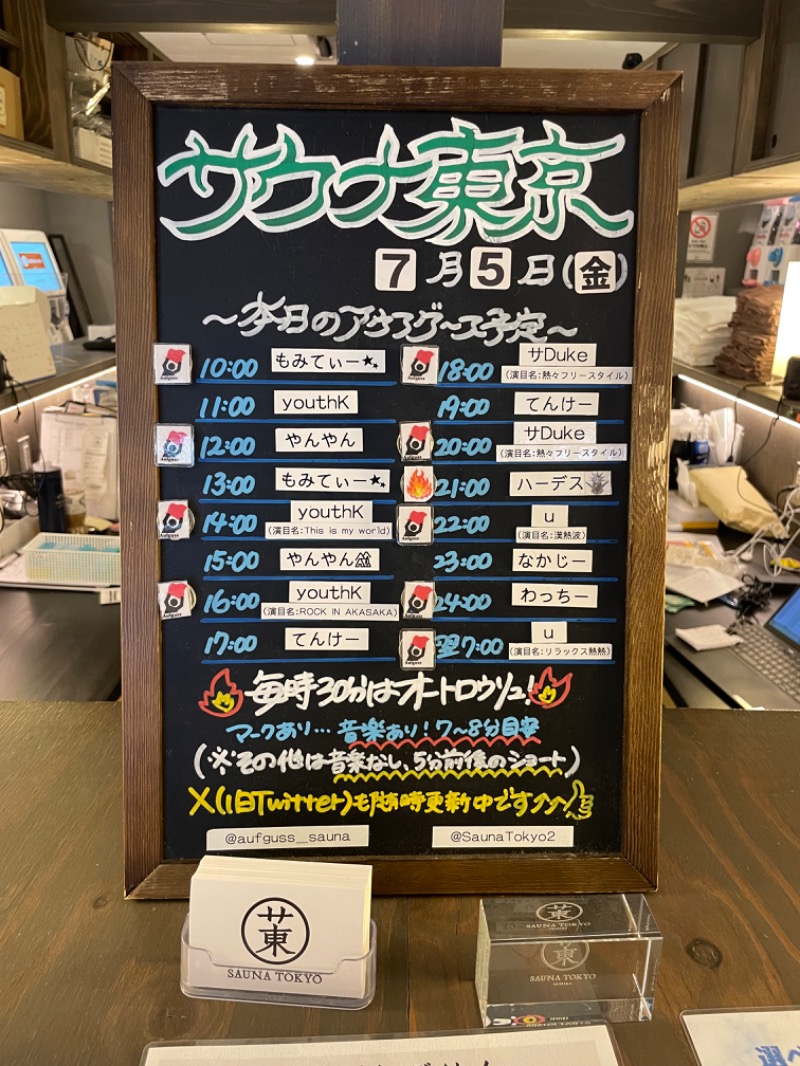 サウナ東京
7月5日(金)
～本日のアウフグース予定～
10:00 もみてぃー★
11:00 youthK
12:00 やんやん
13:00 もみてぃー★
14:00 youthK
(演目名:This is my world)
15:00 やんやん
16:00 youthK
(演目名:ROCK IN AKASAKA)
17:00 てんけー
18:00 サDuke
(演目名:熱々フリースタイル)
19:00 てんけー
20:00 サDuke
(演目名:熱々フリースタイル)
21:00 ハーデス
22:00 u
(演目名:漢熱波)
23:00 なかじー
24:00 わっちー
翌7:00 u
(演目名:リラックス熱熱)
毎時30分はオートロウリュ!
マークあり…音楽あり!7～8分目安
(※その他は音楽なし、5分前後のショート)
X(旧Twitter)も随時更新中です↑↑
@aufguss__sauna
@SaunaTokyo2
サ東
SAUNA TOKYO
サ東
SAUNA TOKYO
SAUNA TOKYO